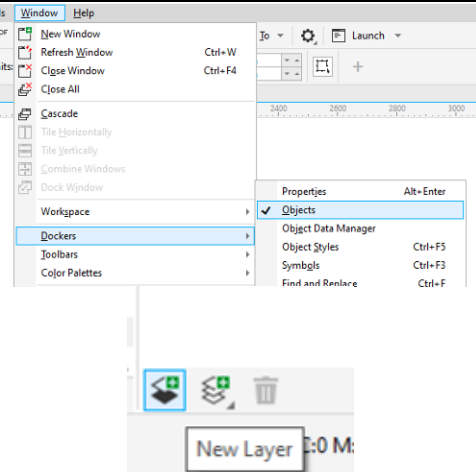 Window Help
New Window
To
Launch
Refresh Window Ctrl+W
Close Window Ctrl+F4
Close All
Cascade
2400 2600 2800 3000
Tile Horizontally
Tile Vertically
Combine Windows
Dock Window
Properties Alt+Enter
Workspace
Objects
Object Data Manager
Dockers
Object Styles Ctrl+F5
Toolbars
Symbols Ctrl+F3
Color Palettes
Find and Replace Ctrl+F
New Layer
:0 M: